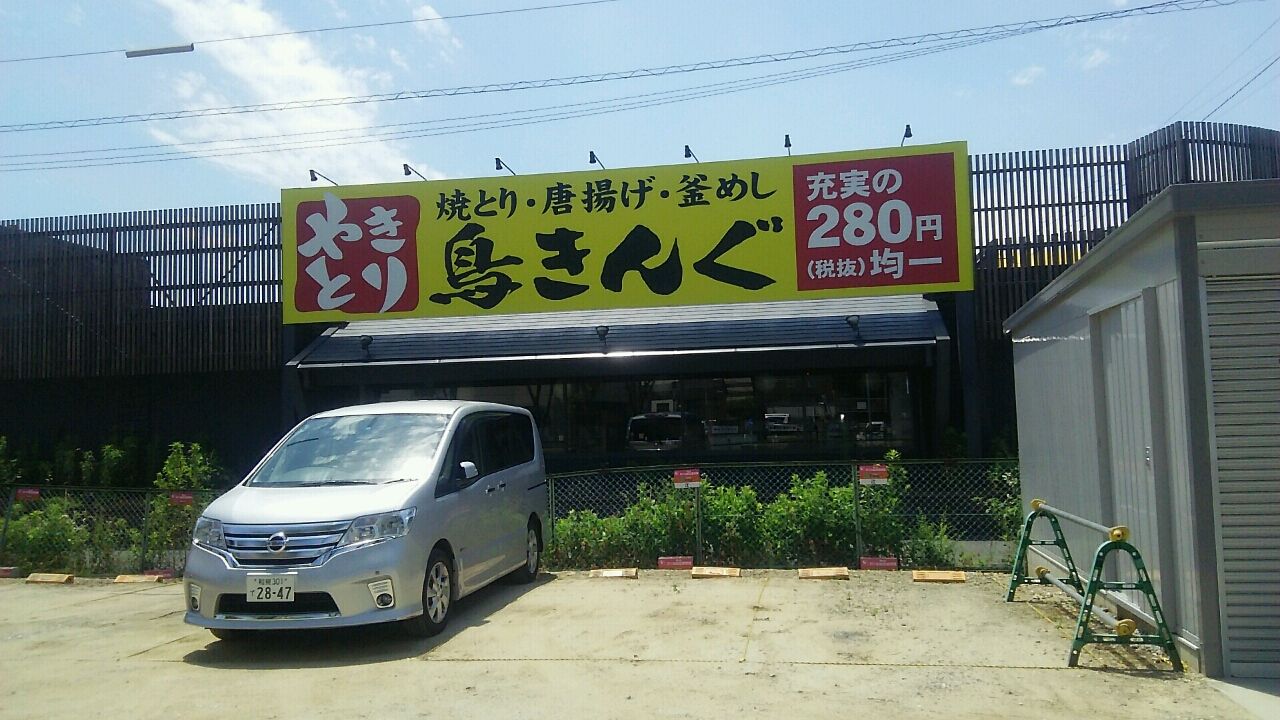 やき
とり
焼とり・唐揚げ・釜めし
鳥きんぐ
充実の
280円
(税抜)均一
28-47